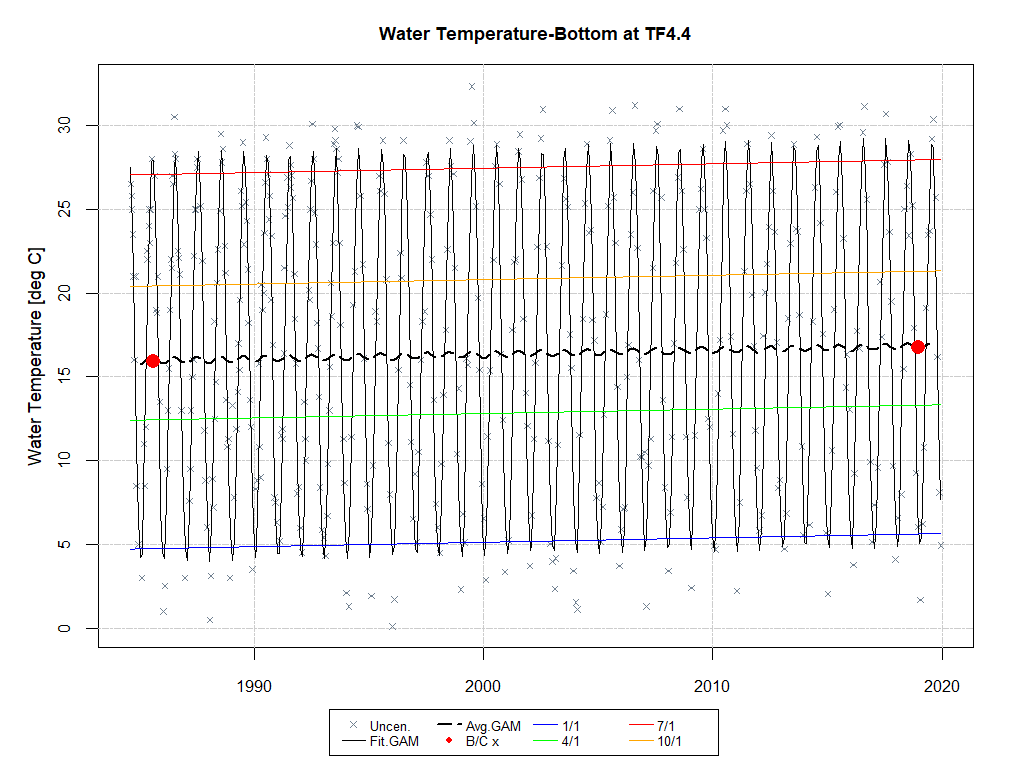 Water Temperature-Bottom at TF4.4
Water Temperature [deg C]
30
25
20
15
10
5
0
1990 2000 2010 2020
Uncen. Avg.GAM 1/1 7/1
Fit.GAM B/C x 4/1 10/1